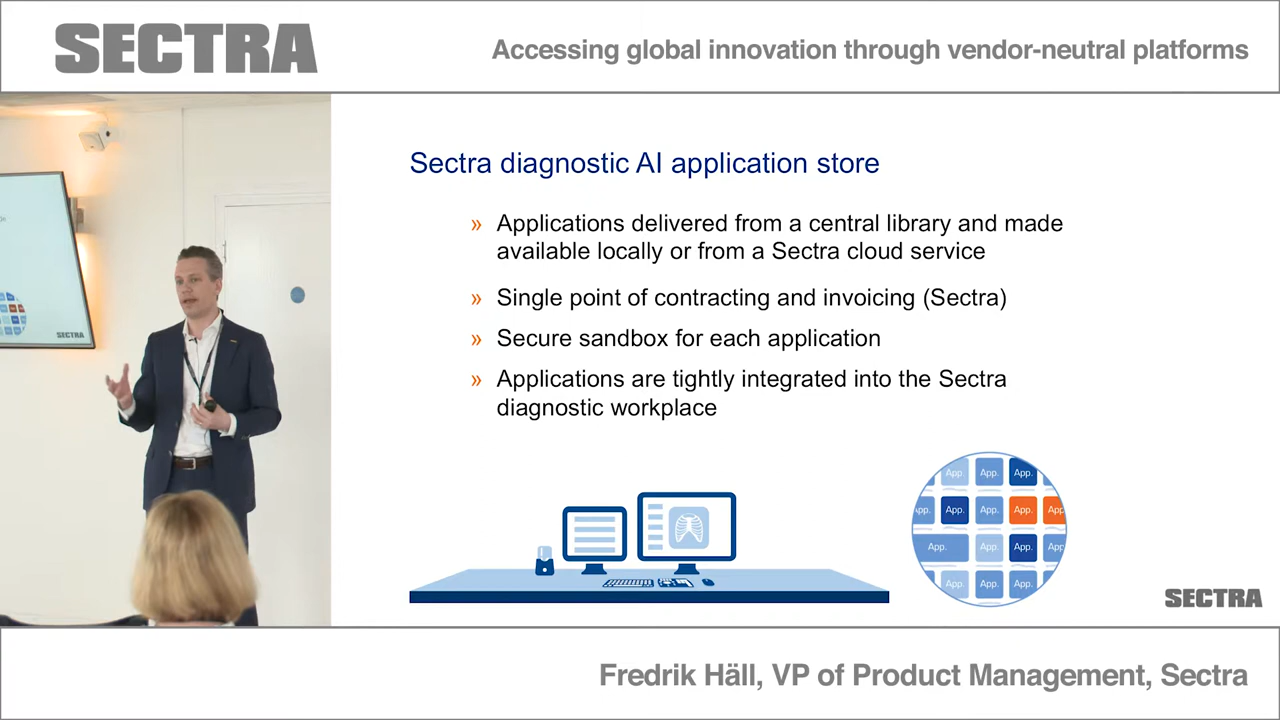 SECTRA
Accessing global innovation through vendor-neutral platforms
Sectra diagnostic AI application store
» Applications delivered from a central library and made
available locally or from a Sectra cloud service
» Single point of contracting and invoicing (Sectra)
» Secure sandbox for each application
» Applications are tightly integrated into the Sectra
diagnostic workplace
App. App. App.
App. App. App. App. App
App. App. App. App
App. App. App.
SECTRA
SECTRA
Fredrik Häll, VP of Product Management, Sectra